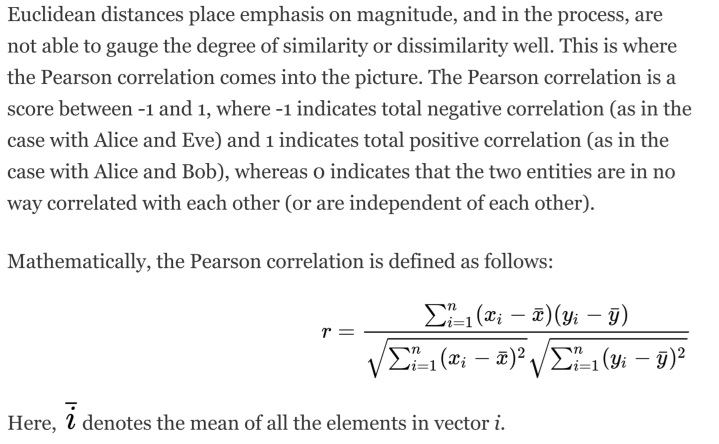 Euclidean distances place emphasis on magnitude, and in the process, are
not able to gauge the degree of similarity or dissimilarity well. This is where
the Pearson correlation comes into the picture. The Pearson correlation is a
score between -1 and 1, where -1 indicates total negative correlation (as in the
case with Alice and Eve) and 1 indicates total positive correlation (as in the
case with Alice and Bob), whereas 0 indicates that the two entities are in no
way correlated with each other (or are independent of each other).
Mathematically, the Pearson correlation is defined as follows:
r = \frac{\sum_{i=1}^{n}(x_i - \bar{x})(y_i - \bar{y})}{\sqrt{\sum_{i=1}^{n}(x_i - \bar{x})^2}\sqrt{\sum_{i=1}^{n}(y_i - \bar{y})^2}}
Here, \bar{i} denotes the mean of all the elements in vector i.